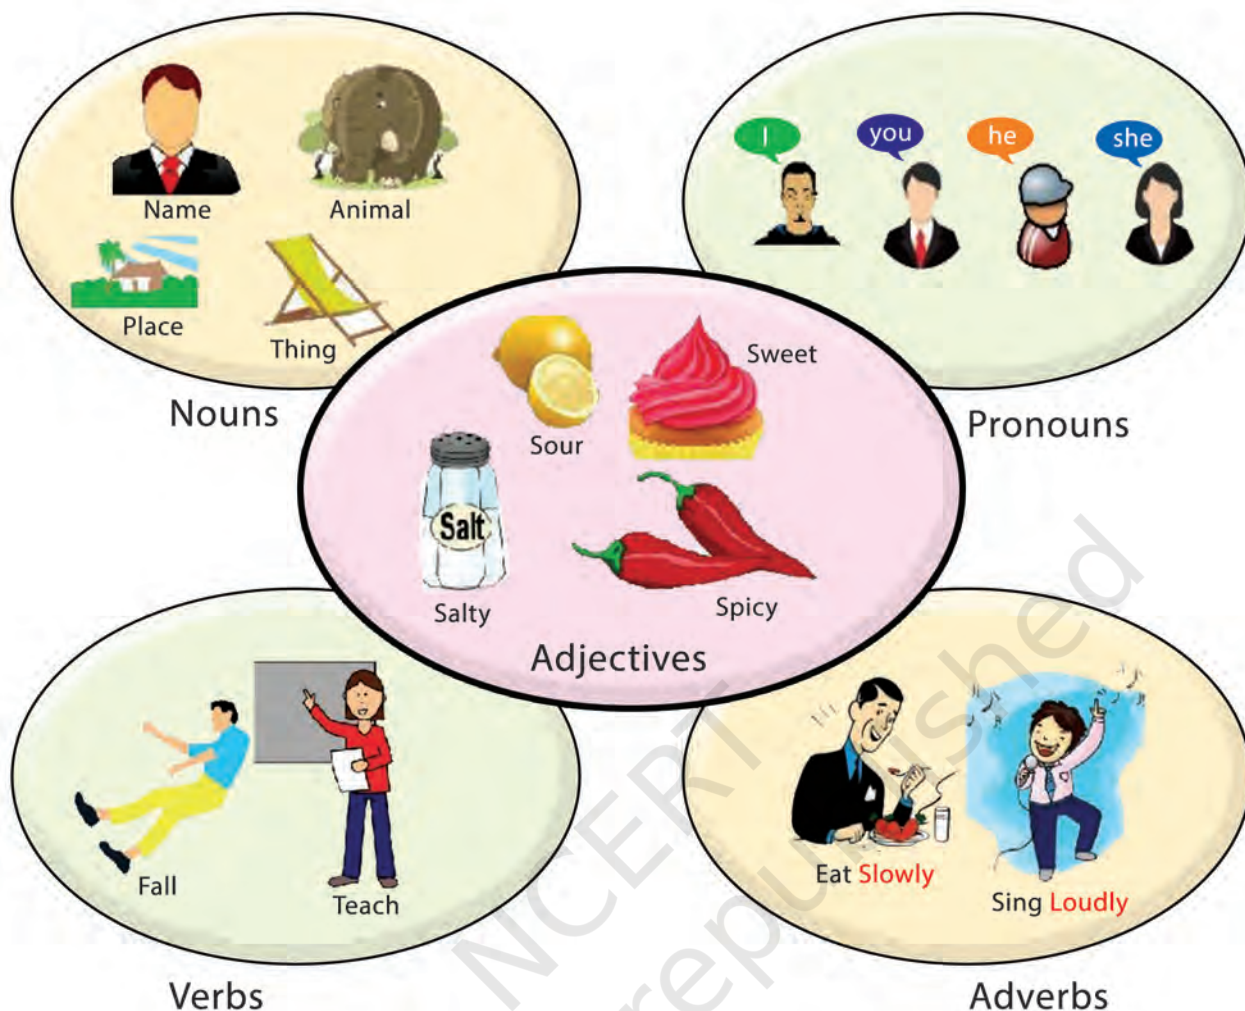 Name
Animal
Place
Thing
Nouns
I
you
he
she
Pronouns
Sour
Sweet
Salt
Salty
Spicy
Adjectives
Fall
Teach
Verbs
Eat Slowly
Sing Loudly
Adverbs
NCERT
republished